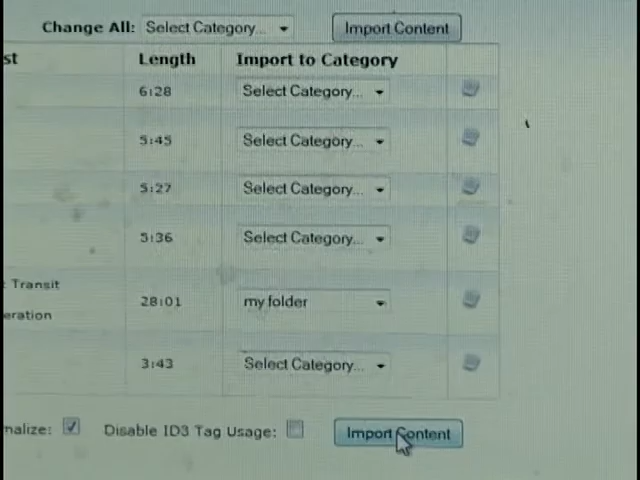 Change All: Select Category... Import Content
st Length Import to Category
6:28 Select Category...
5:45 Select Category...
5:27 Select Category...
5:36 Select Category...
: Transit
28:01 my folder
eration
3:43 Select Category...
nalize: Disable ID3 Tag Usage: Import Content